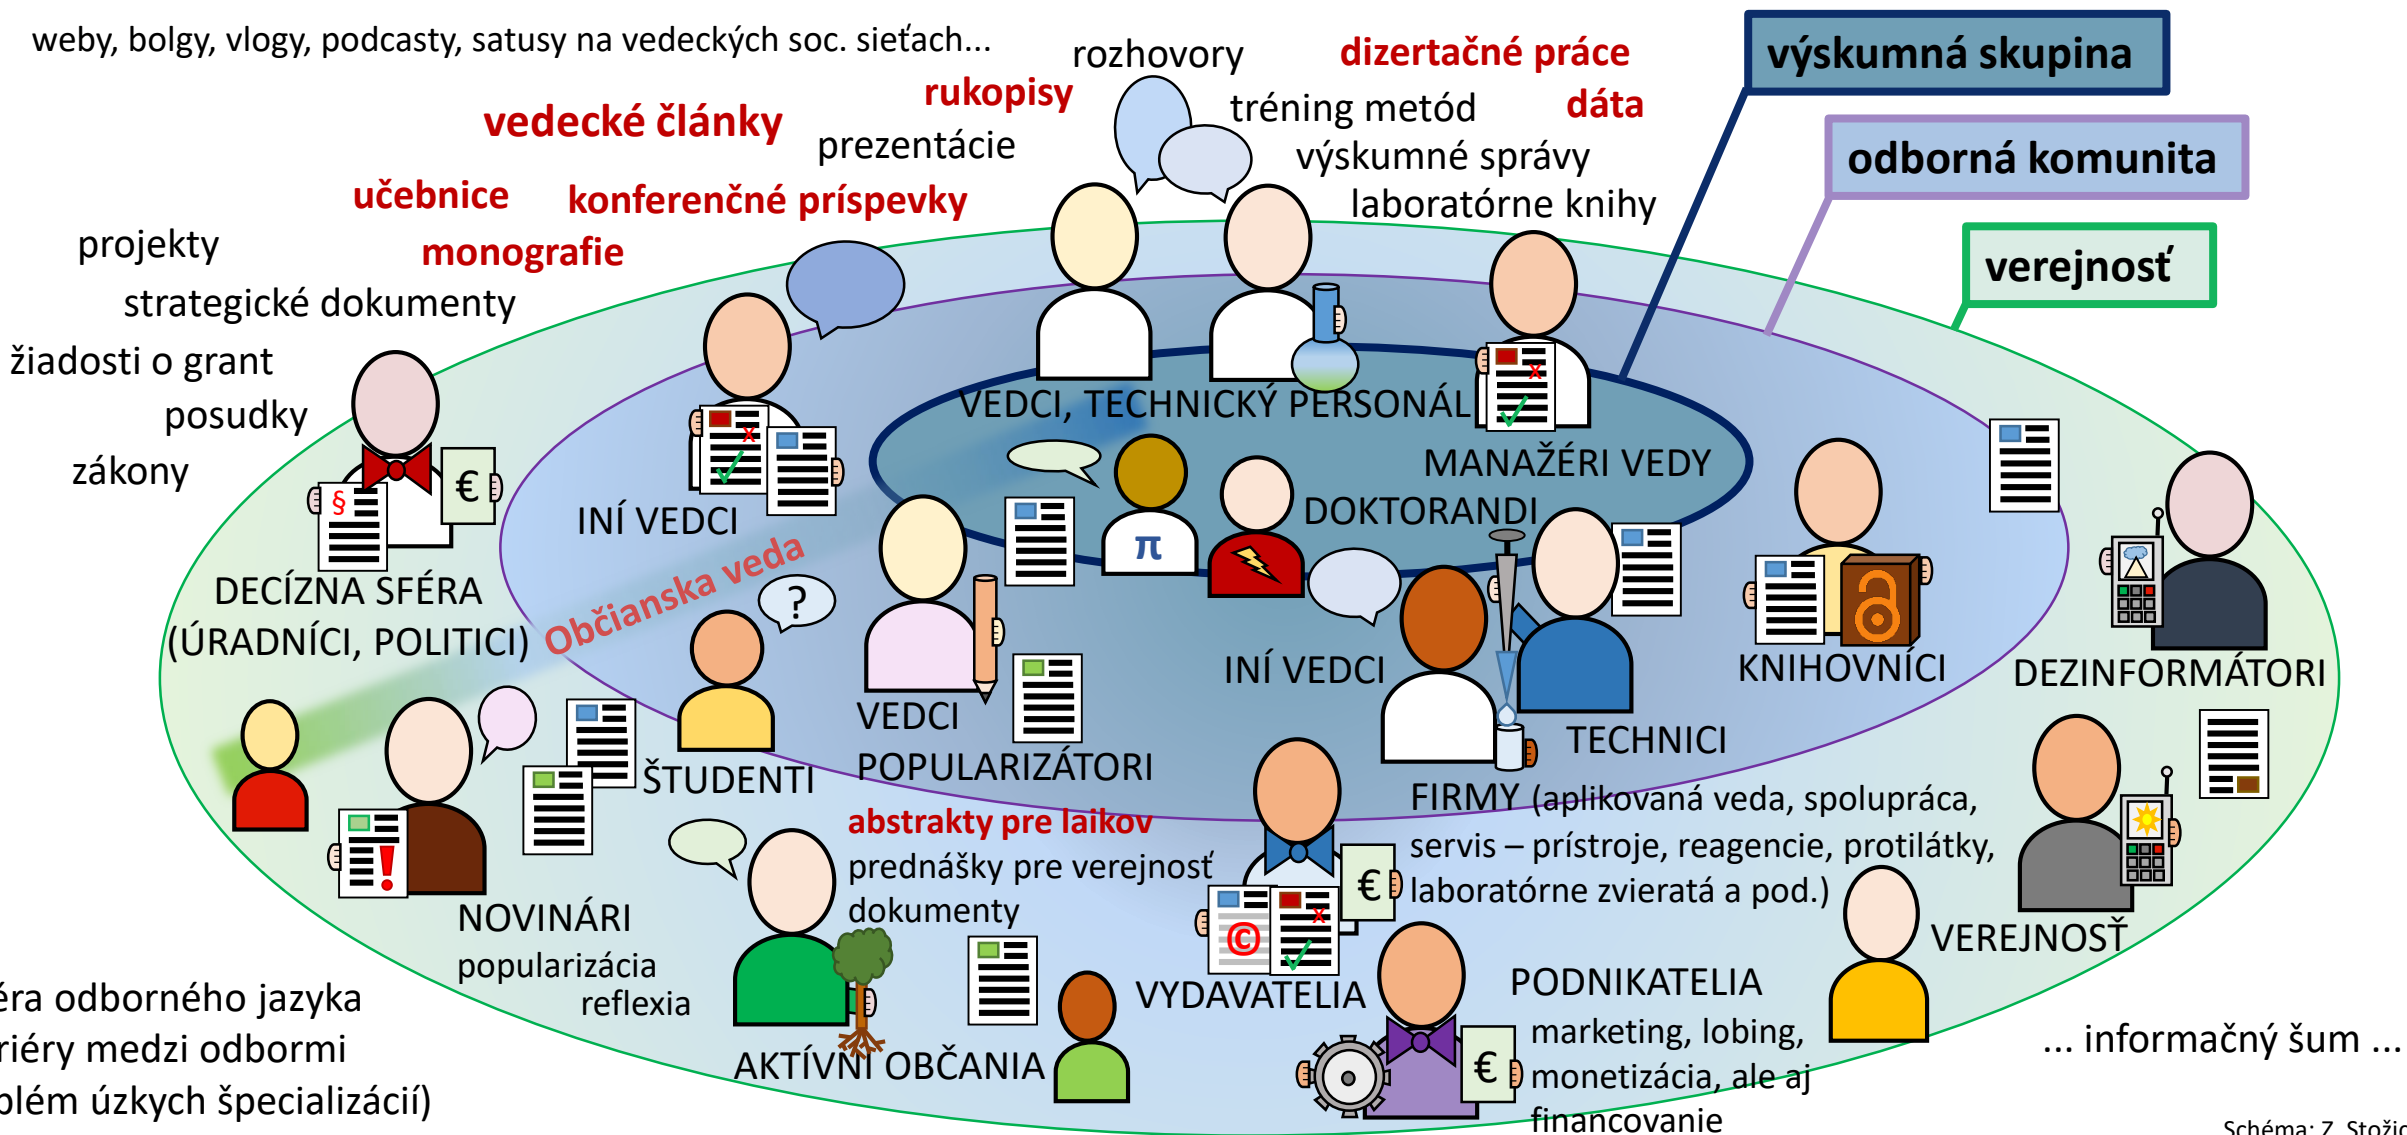 weby, bolgy, vlogy, podcasty, satusy na vedeckých soc. sieťach...
rozhovory
dizertačné práce
výskumná skupina
rukopisy
tréning metód
dáta
vedecké články
prezentácie
výskumné správy
odborná komunita
učebnice
konferenčné príspevky
laboratórne knihy
projekty
monografie
verejnosť
strategické dokumenty
žiadosti o grant
posudky
zákony
VEDCI, TECHNICKÝ PERSONÁL
x
x
MANAŽÉRI VEDY
§
€
INÍ VEDCI
DOKTORANDI
π
Občianska veda
DECÍZNA SFÉRA
(ÚRADNÍCI, POLITICI)
?
INÍ VEDCI
KNIHOVNÍCI
DEZINFORMÁTORI
VEDCI
POPULARIZÁTORI
TECHNICI
ŠTUDENTI
FIRMY (aplikovaná veda, spolupráca,
servis – prístroje, reagencie, protilátky,
laboratórne zvieratá a pod.)
abstrakty pre laikov
prednášky pre verejnosť
dokumenty
!
€
©
x
NOVINÁRI
popularizácia
reflexia
VEREJNOSŤ
VYDAVATELIA
PODNIKATELIA
marketing, lobing,
monetizácia, ale aj
financovanie
€
AKTÍVNI OBČANIA
éra odborného jazyka
riéry medzi odbormi
blém úzkych špecializácií)
... informačný šum ...
Schéma: Z. Stožic